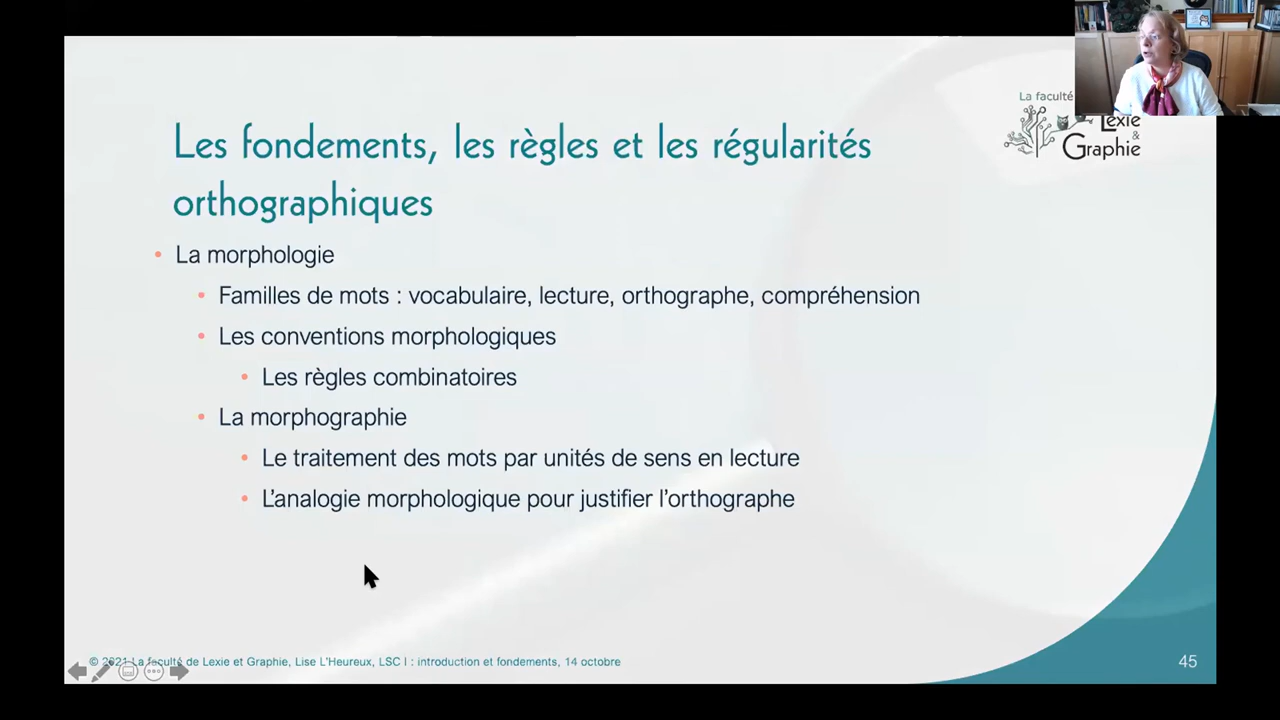 La faculté
Lexie
&
Graphie
Les fondements, les règles et les régularités
orthographiques
• La morphologie
• Familles de mots : vocabulaire, lecture, orthographe, compréhension
• Les conventions morphologiques
• Les règles combinatoires
• La morphographie
• Le traitement des mots par unités de sens en lecture
• L'analogie morphologique pour justifier l'orthographe
© 2021 La faculté de Lexie et Graphie, Lise L'Heureux, LSC I : introduction et fondements, 14 octobre
45